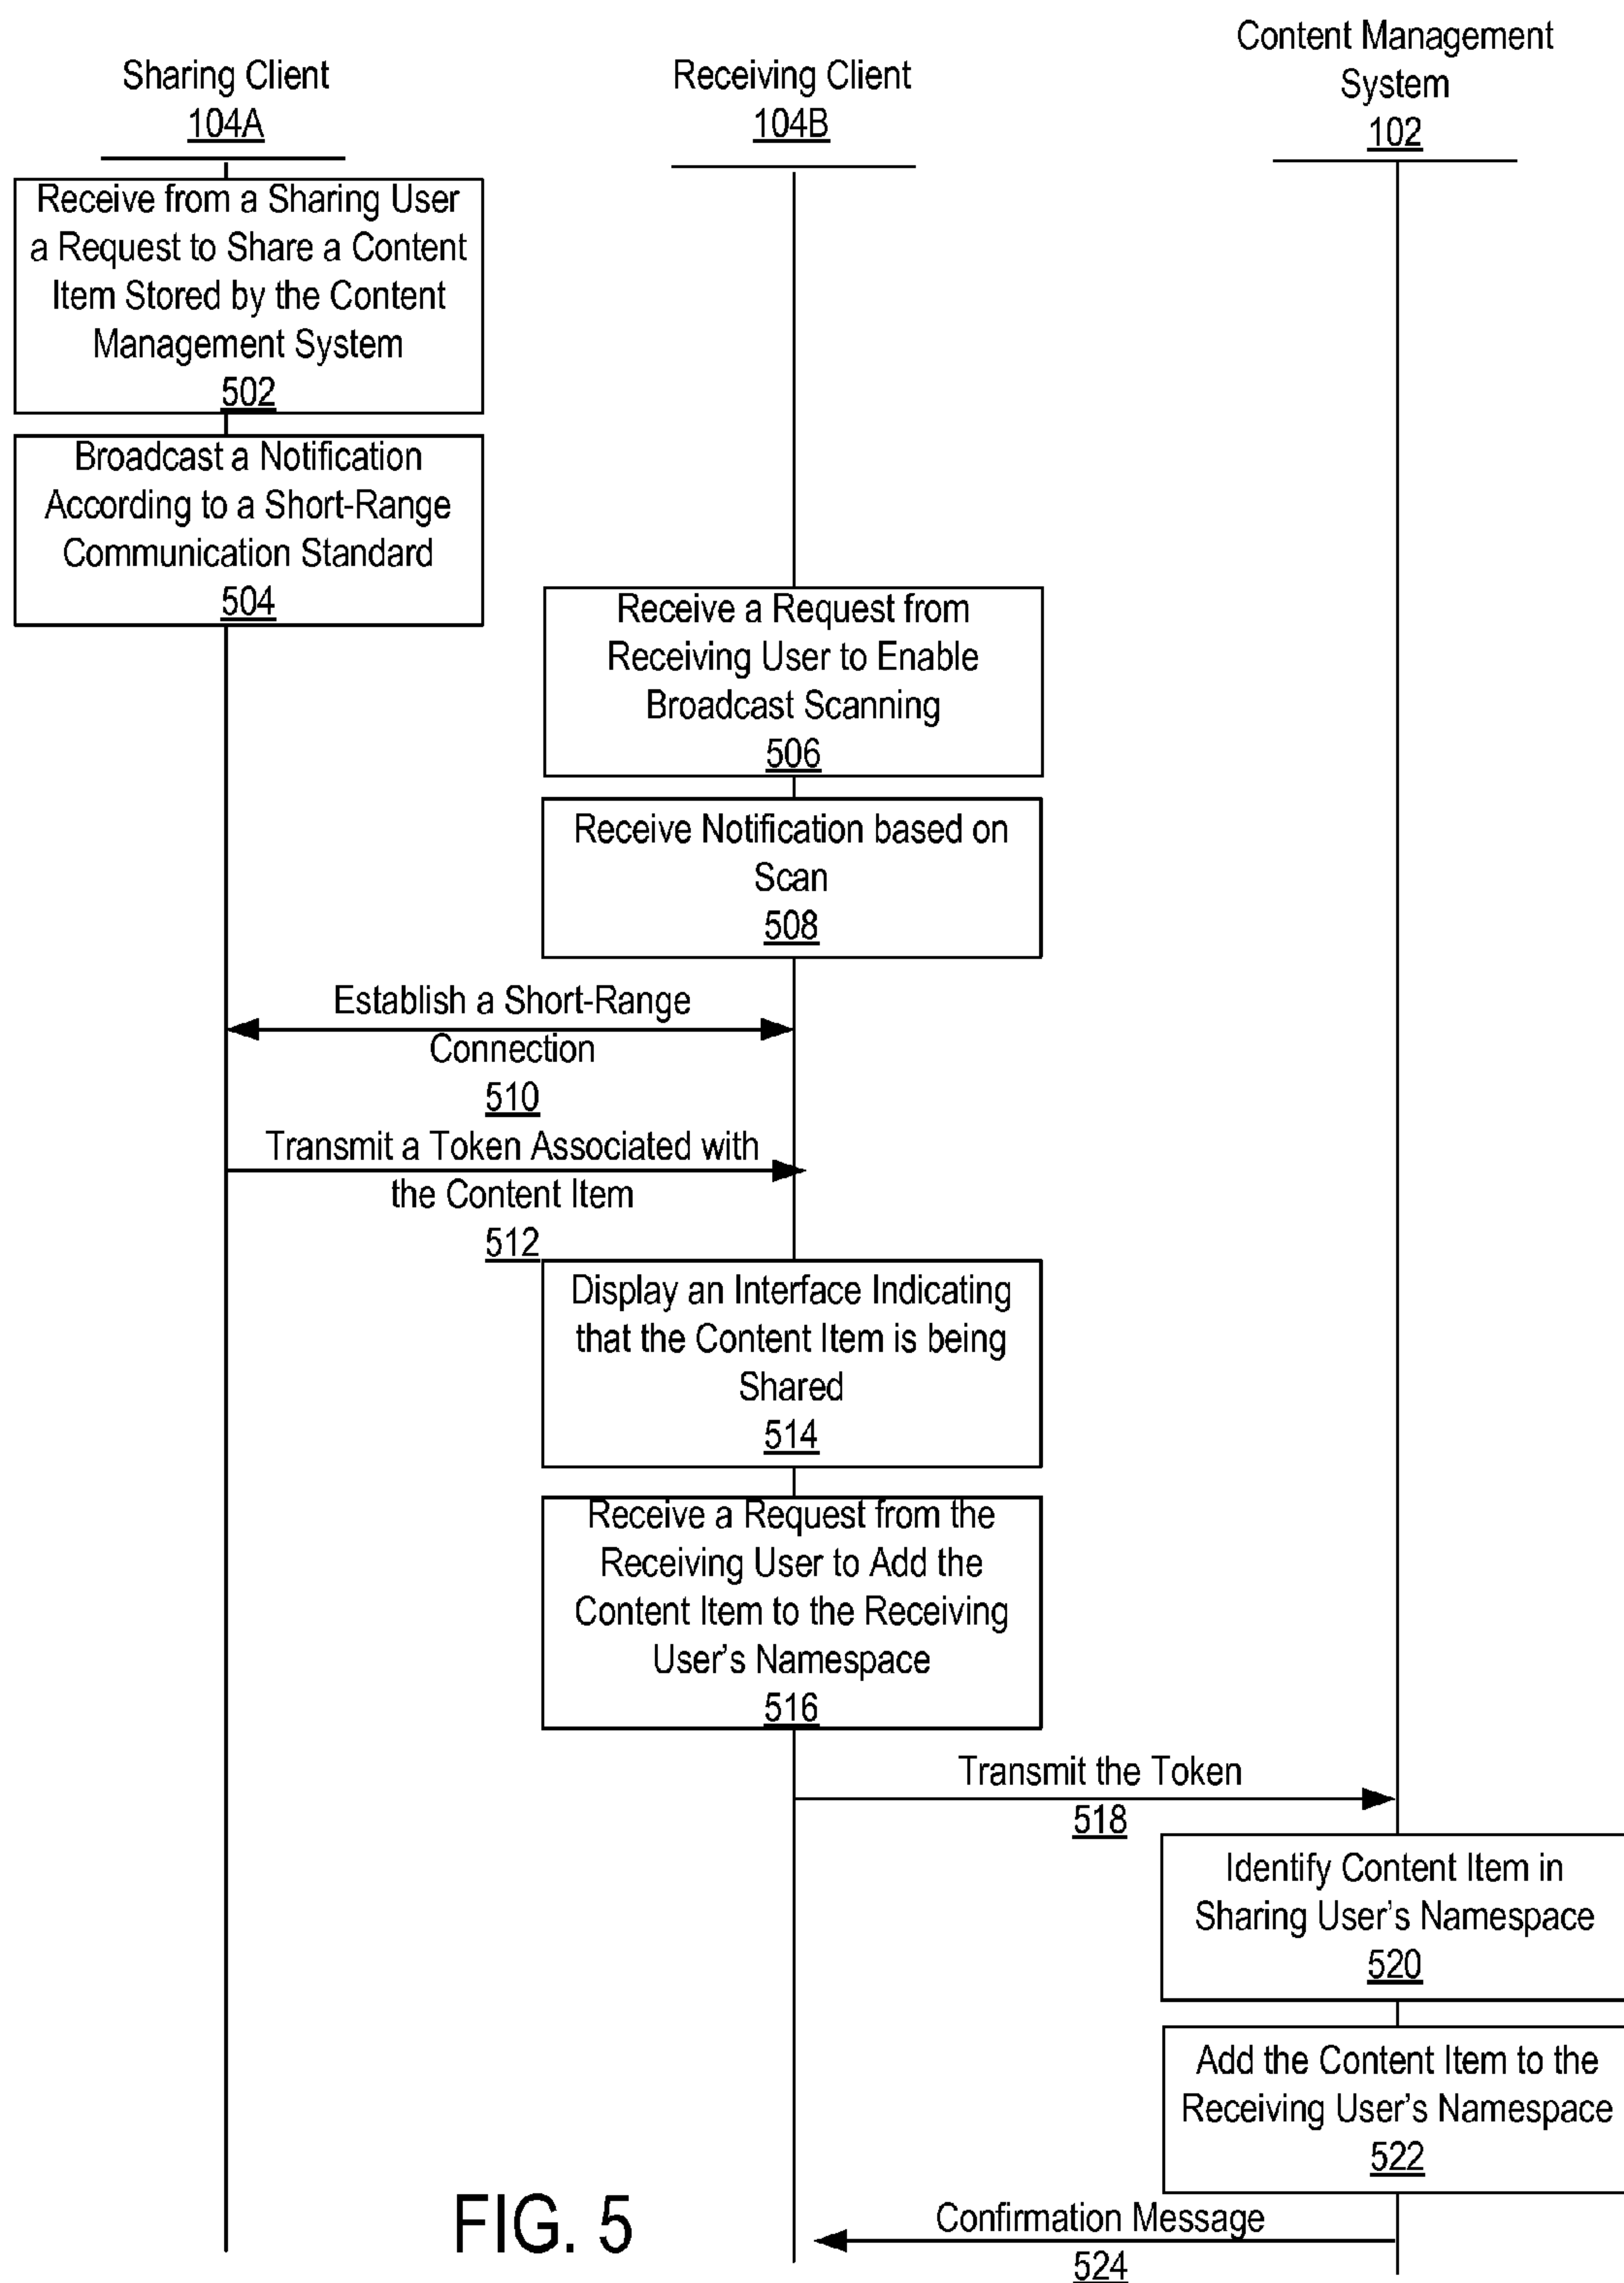 Sharing Client
104A
Receiving Client
104B
Content Management
System
102
Receive from a Sharing User
a Request to Share a Content
Item Stored by the Content
Management System
502
Broadcast a Notification
According to a Short-Range
Communication Standard
504
Receive a Request from
Receiving User to Enable
Broadcast Scanning
506
Receive Notification based on
Scan
508
Establish a Short-Range
Connection
510
Transmit a Token Associated with
the Content Item
512
Display an Interface Indicating
that the Content Item is being
Shared
514
Receive a Request from the
Receiving User to Add the
Content Item to the Receiving
User's Namespace
516
Transmit the Token
518
Identify Content Item in
Sharing User's Namespace
520
Add the Content Item to the
Receiving User's Namespace
522
Confirmation Message
524
FIG. 5